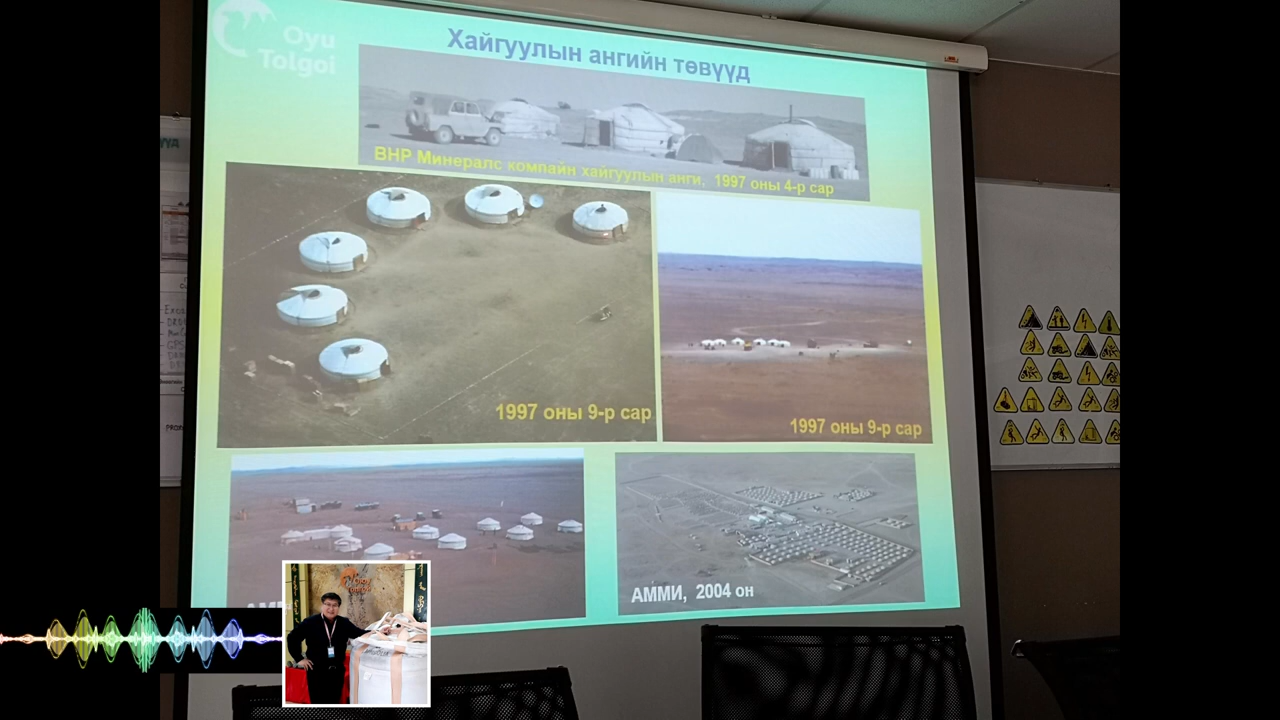 Oyu
Tolgoi
Хайгуулын ангийн төвүүд
ВНР Минералс компайн хайгуулын анги, 1997 оны 4-р сар
1997 оны 9-р сар
1997 оны 9-р сар
АММИ, 2004 он